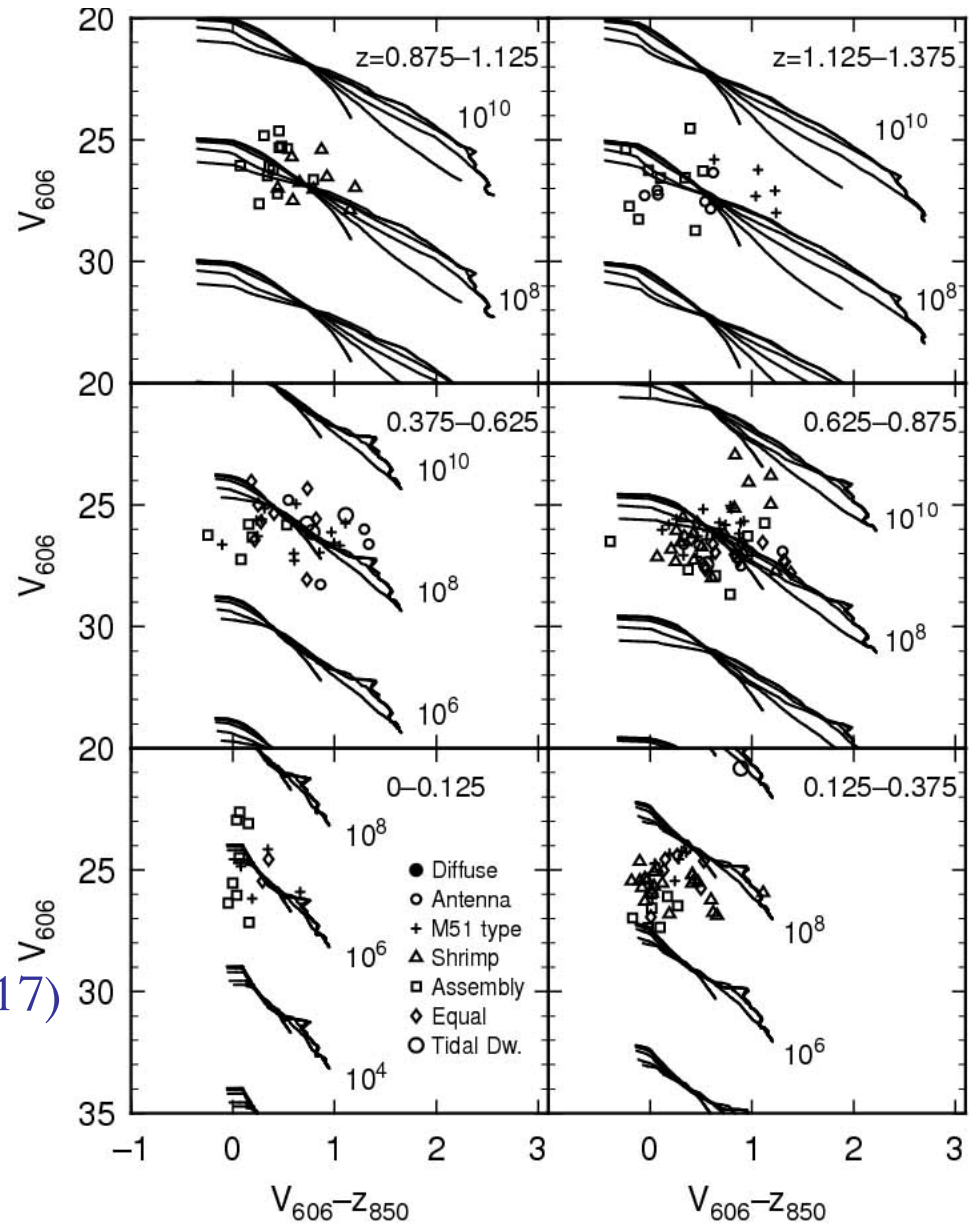 20
z=0.875–1.125
z=1.125–1.375
10^10
10^10
25
V606
30
10^8
10^8
20
0.375–0.625
0.625–0.875
10^10
10^10
25
V606
10^8
10^8
30
10^6
20
0–0.125
0.125–0.375
10^8
25
Diffuse
Antenna
M51 type
10^8
V606
10^6
Shrimp
Assembly
17)
30
Equal
Tidal Dw.
10^6
10^4
35
−1 0 1 2 3 0 1 2 3
V606−z850
V606−z850